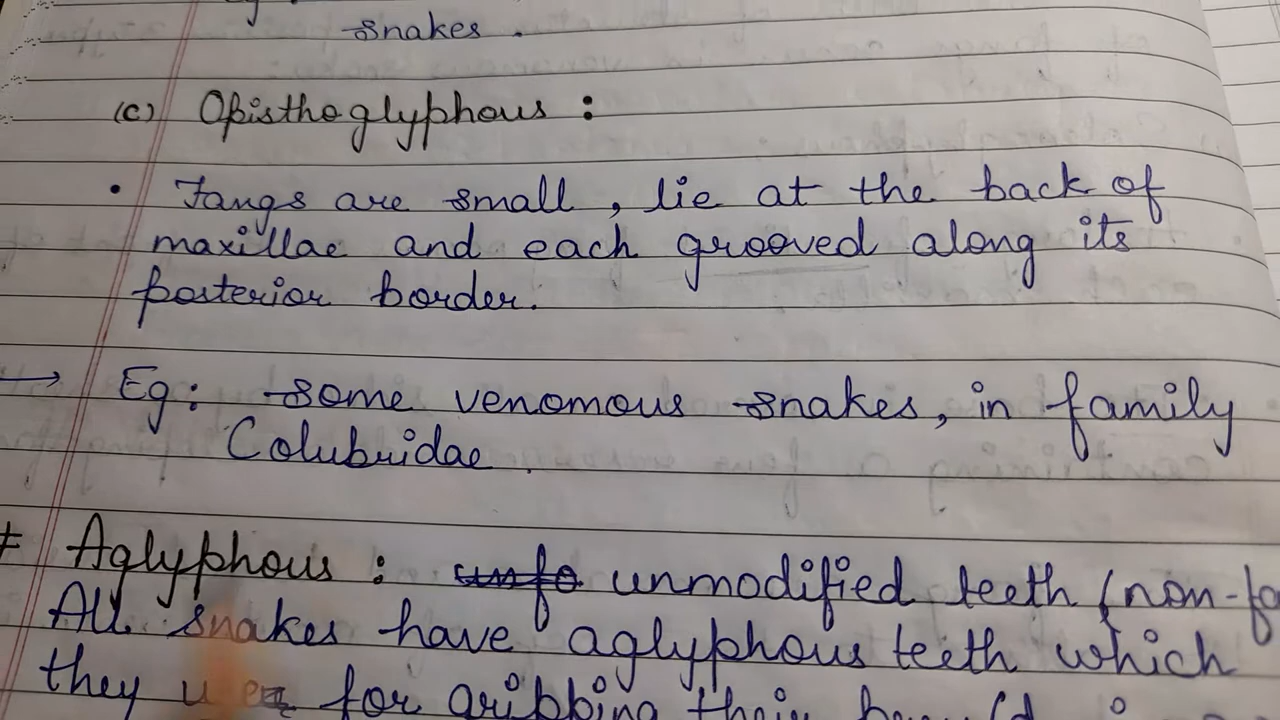 snakes.
(c) Opisthoglyphous :
• Fangs are small, lie at the back of
maxillae and each grooved along its
posterior border.
→ Eg: some venomous snakes, in family
Colubridae.
Aglyphous : unmodified teeth (non-fa
All snakes have aglyphous teeth which
they for gripping their